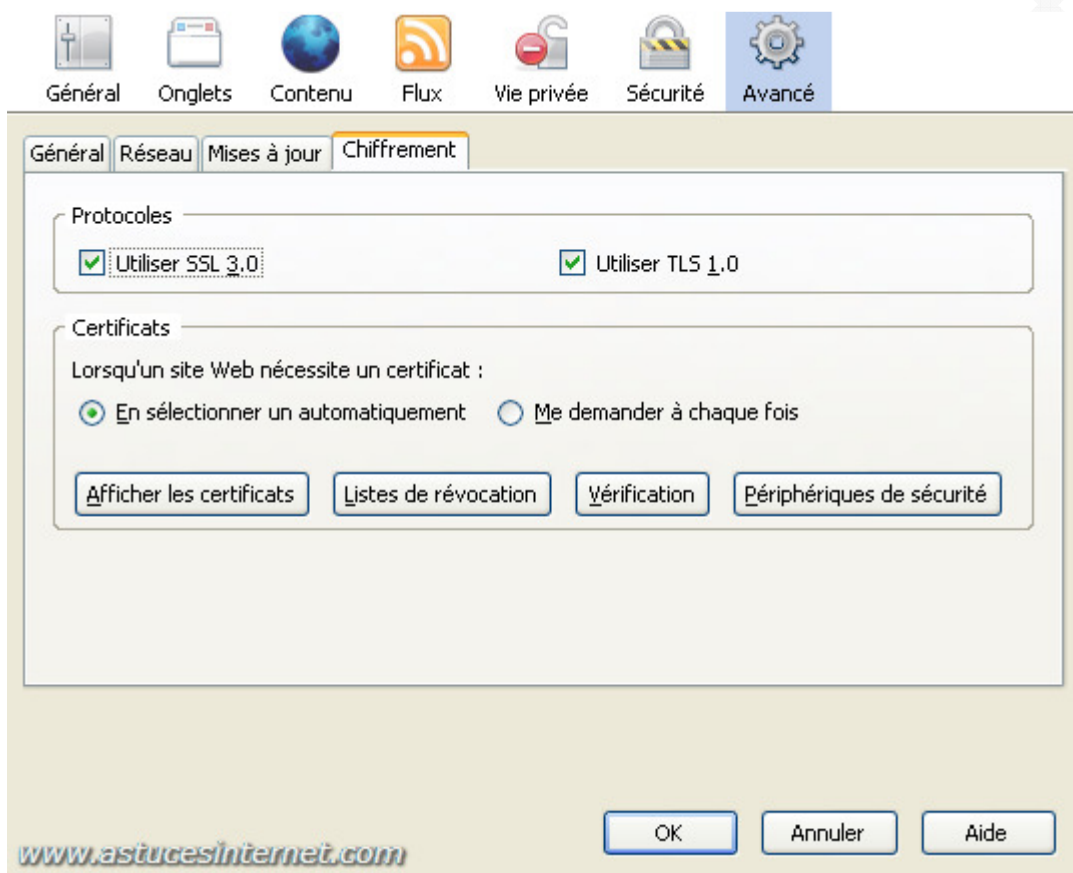 Général Onglets Contenu Flux Vie privée Sécurité Avancé
Général Réseau Mises à jour Chiffrement
Protocoles
Utiliser SSL 3.0 Utiliser TLS 1.0
Certificats
Lorsqu'un site Web nécessite un certificat :
En sélectionner un automatiquement Me demander à chaque fois
Afficher les certificats Listes de révocation Vérification Périphériques de sécurité
OK Annuler Aide
www.astucesinternet.com